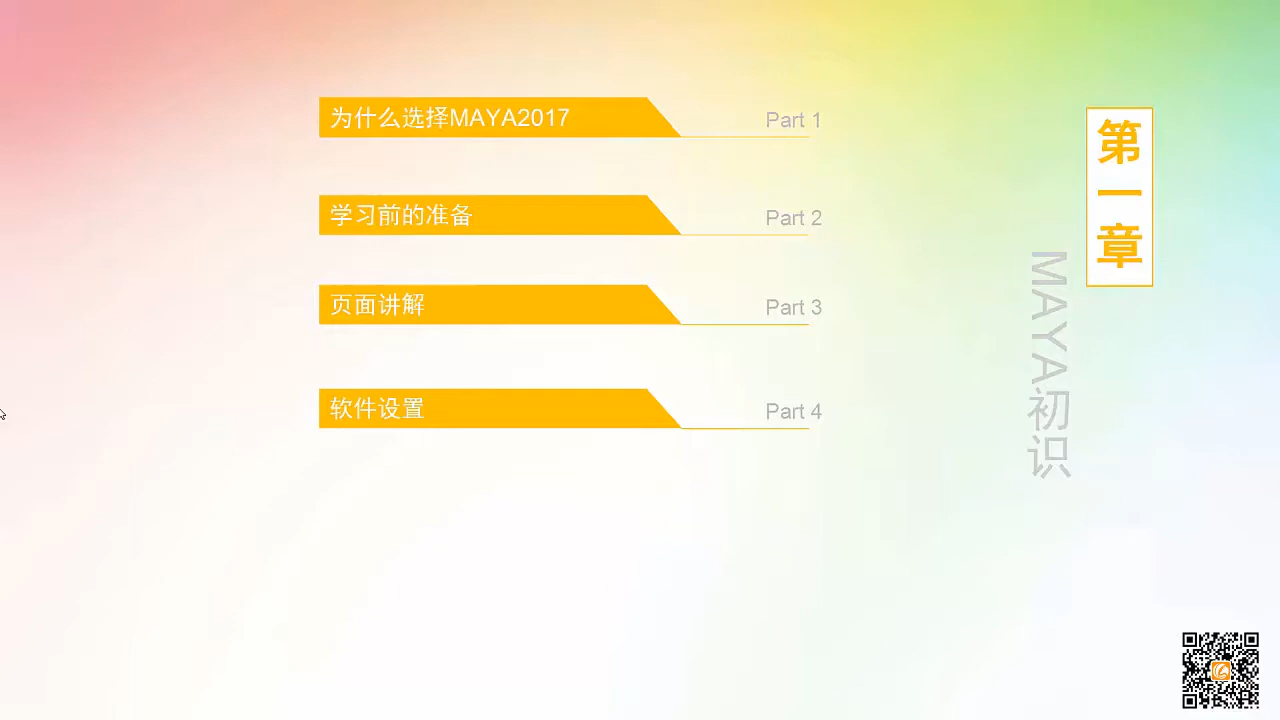 为什么选择MAYA2017
Part 1
学习前的准备
Part 2
页面讲解
Part 3
软件设置
Part 4
第一章
MAYA初识